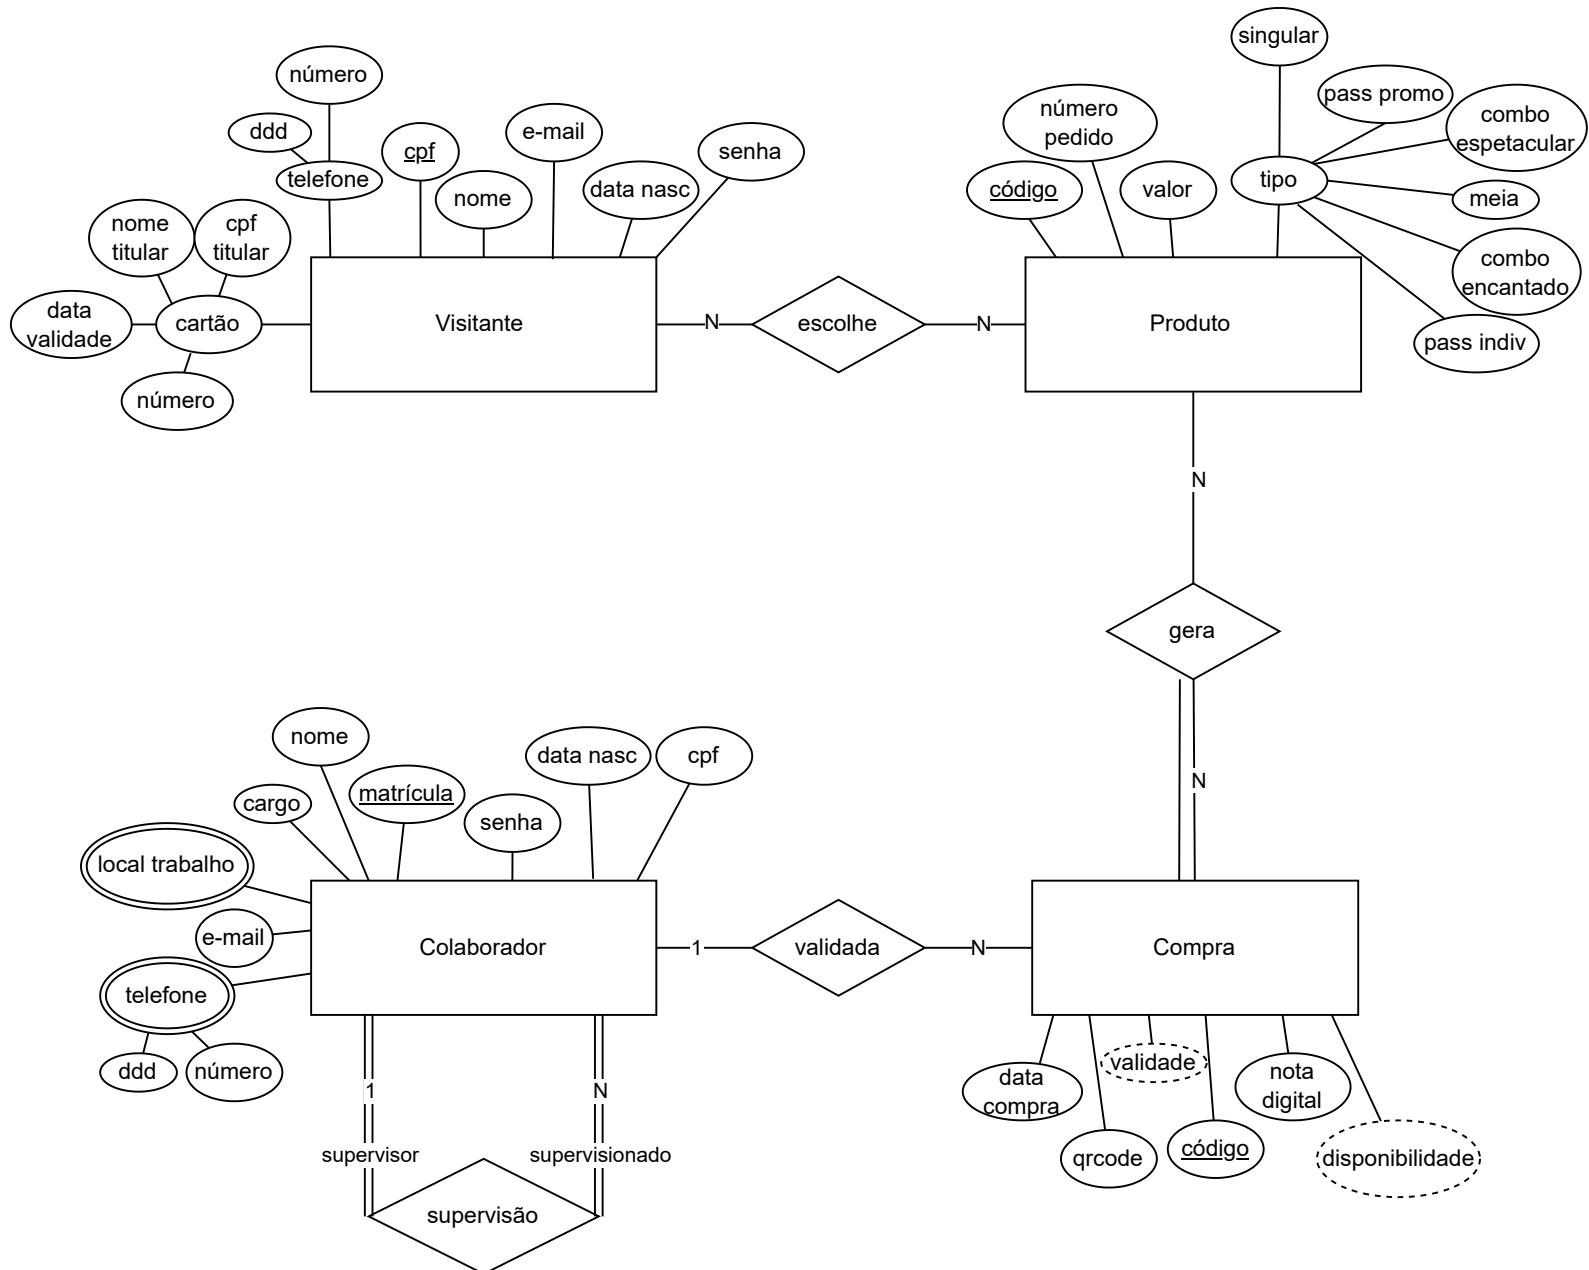 singular
número
pass promo
combo
espetacular
número
pedido
ddd
cpf
e-mail
senha
telefone
nome
data nasc
código
valor
tipo
meia
nome
titular
cpf
titular
combo
encantado
data
validade
cartão
Visitante
N
escolhe
N
Produto
pass indiv
número
N
gera
N
nome
data nasc
cpf
cargo
matrícula
senha
local trabalho
e-mail
Colaborador
1
validada
N
Compra
telefone
ddd
número
1
N
data
compra
validade
nota
digital
qrcode
código
disponibilidade
supervisor
supervisionado
supervisão